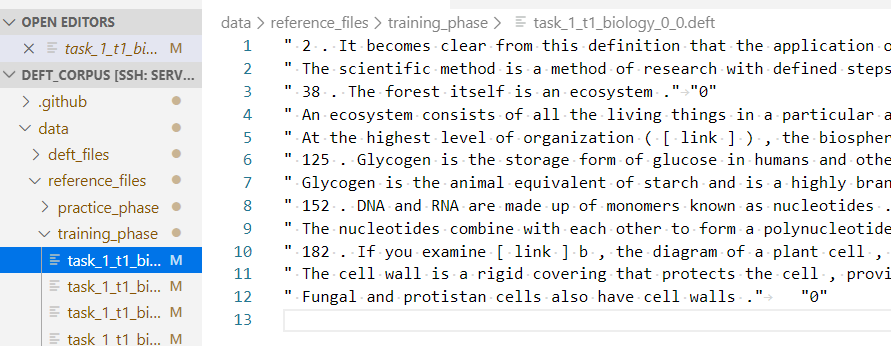 OPEN EDITORS
task_1_t1_bi... M
DEFT_CORPUS [SSH: SERV...
.github
data
deft_files
reference_files
practice_phase
training_phase
task_1_t1_bi... M
task_1_t1_bi... M
task_1_t1_bi... M
task_1_t1_bi... M
data > reference_files > training_phase > task_1_t1_biology_0_0.deft
1 " 2 . It becomes clear from this definition that the application o
2 " The scientific method is a method of research with defined steps
3 " 38 . The forest itself is an ecosystem ." "0"
4 " An ecosystem consists of all the living things in a particular a
5 " At the highest level of organization ( [ link ] ) , the biospher
6 " 125 . Glycogen is the storage form of glucose in humans and othe
7 " Glycogen is the animal equivalent of starch and is a highly bran
8 " 152 . DNA and RNA are made up of monomers known as nucleotides .
9 " The nucleotides combine with each other to form a polynucleotide
10 " 182 . If you examine [ link ] b , the diagram of a plant cell ,
11 " The cell wall is a rigid covering that protects the cell , provi
12 " Fungal and protistan cells also have cell walls ." "0"
13